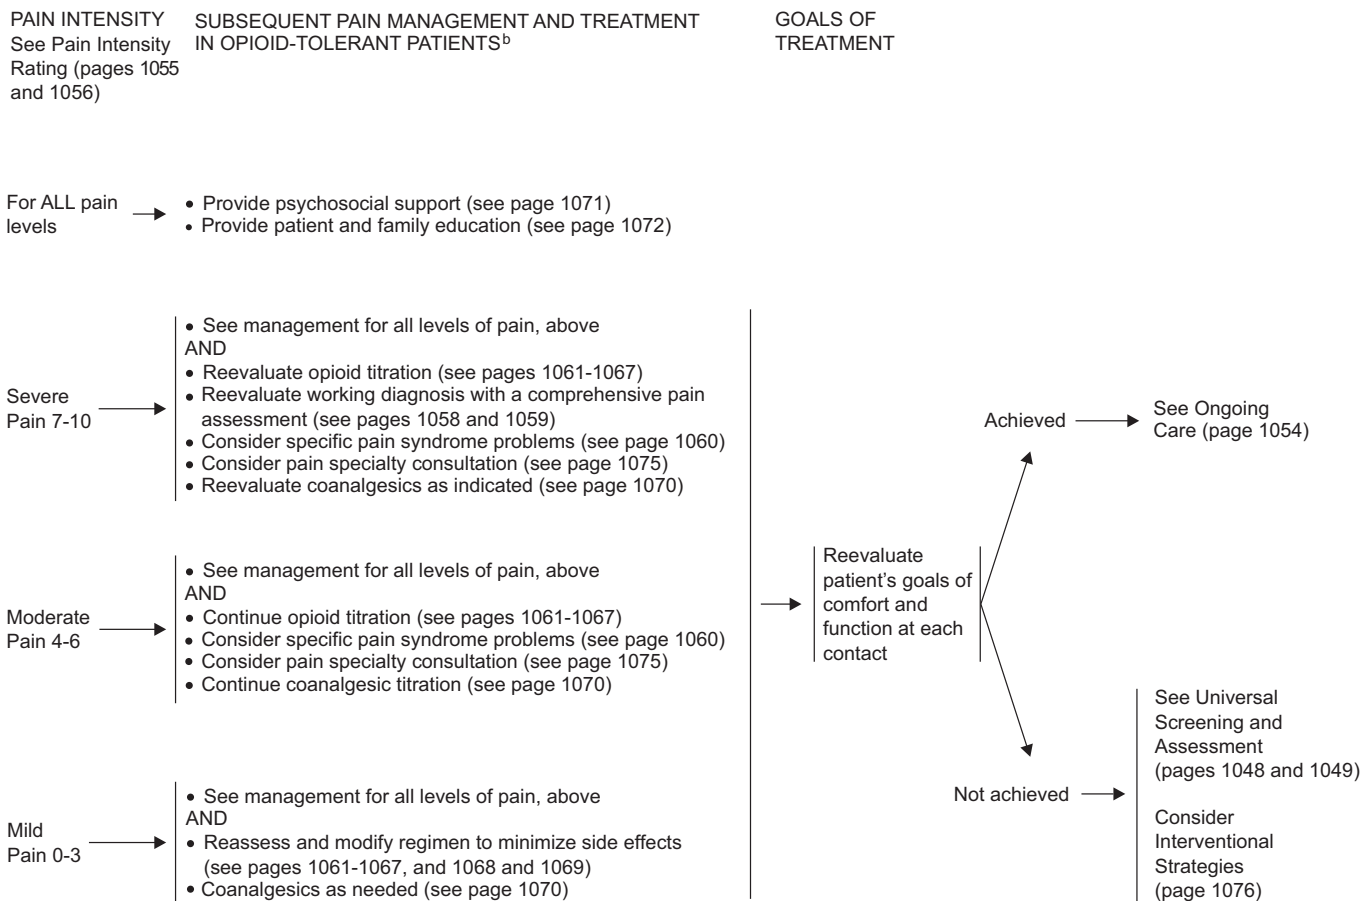 PAIN INTENSITY
See Pain Intensity
Rating (pages 1055
and 1056)
SUBSEQUENT PAIN MANAGEMENT AND TREATMENT
IN OPIOID-TOLERANT PATIENTSᵇ
GOALS OF
TREATMENT
For ALL pain
levels
• Provide psychosocial support (see page 1071)
• Provide patient and family education (see page 1072)
Severe
Pain 7-10
• See management for all levels of pain, above
AND
• Reevaluate opioid titration (see pages 1061-1067)
• Reevaluate working diagnosis with a comprehensive pain
assessment (see pages 1058 and 1059)
• Consider specific pain syndrome problems (see page 1060)
• Consider pain specialty consultation (see page 1075)
• Reevaluate coanalgesics as indicated (see page 1070)
Moderate
Pain 4-6
• See management for all levels of pain, above
AND
• Continue opioid titration (see pages 1061-1067)
• Consider specific pain syndrome problems (see page 1060)
• Consider pain specialty consultation (see page 1075)
• Continue coanalgesic titration (see page 1070)
Mild
Pain 0-3
• See management for all levels of pain, above
AND
• Reassess and modify regimen to minimize side effects
(see pages 1061-1067, and 1068 and 1069)
• Coanalgesics as needed (see page 1070)
Reevaluate
patient's goals of
comfort and
function at each
contact
Achieved
See Ongoing
Care (page 1054)
Not achieved
See Universal
Screening and
Assessment
(pages 1048 and 1049)
Consider
Interventional
Strategies
(page 1076)